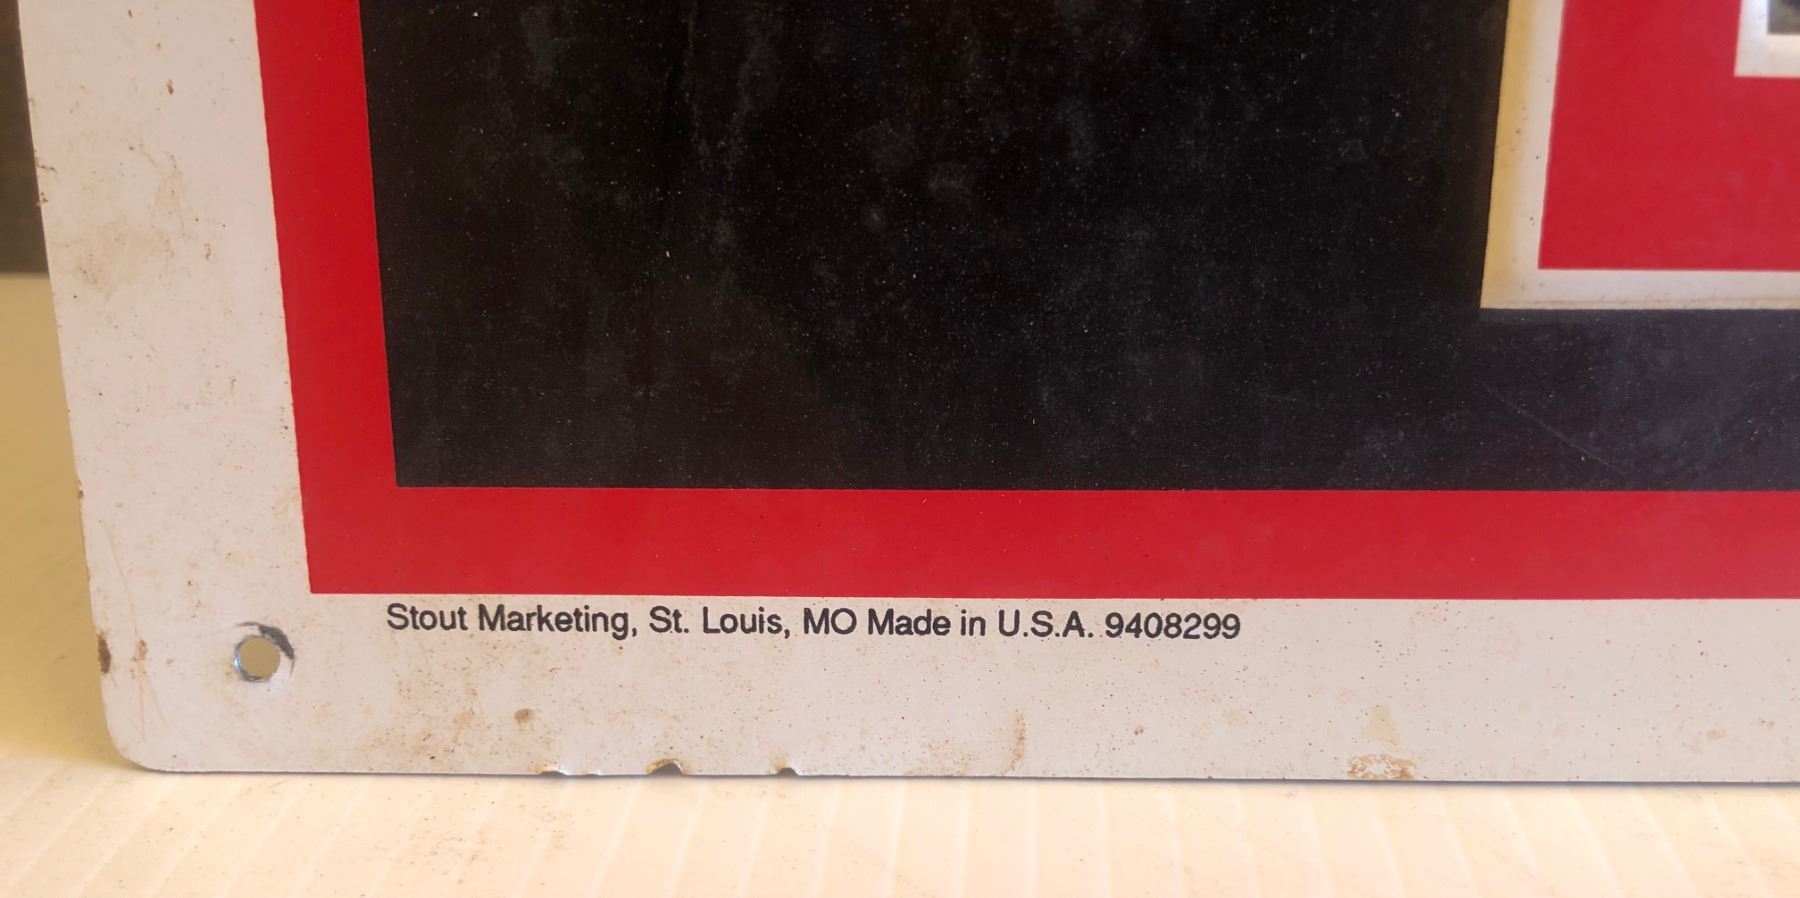 Stout Marketing, St. Louis, MO Made in U.S.A. 9408299